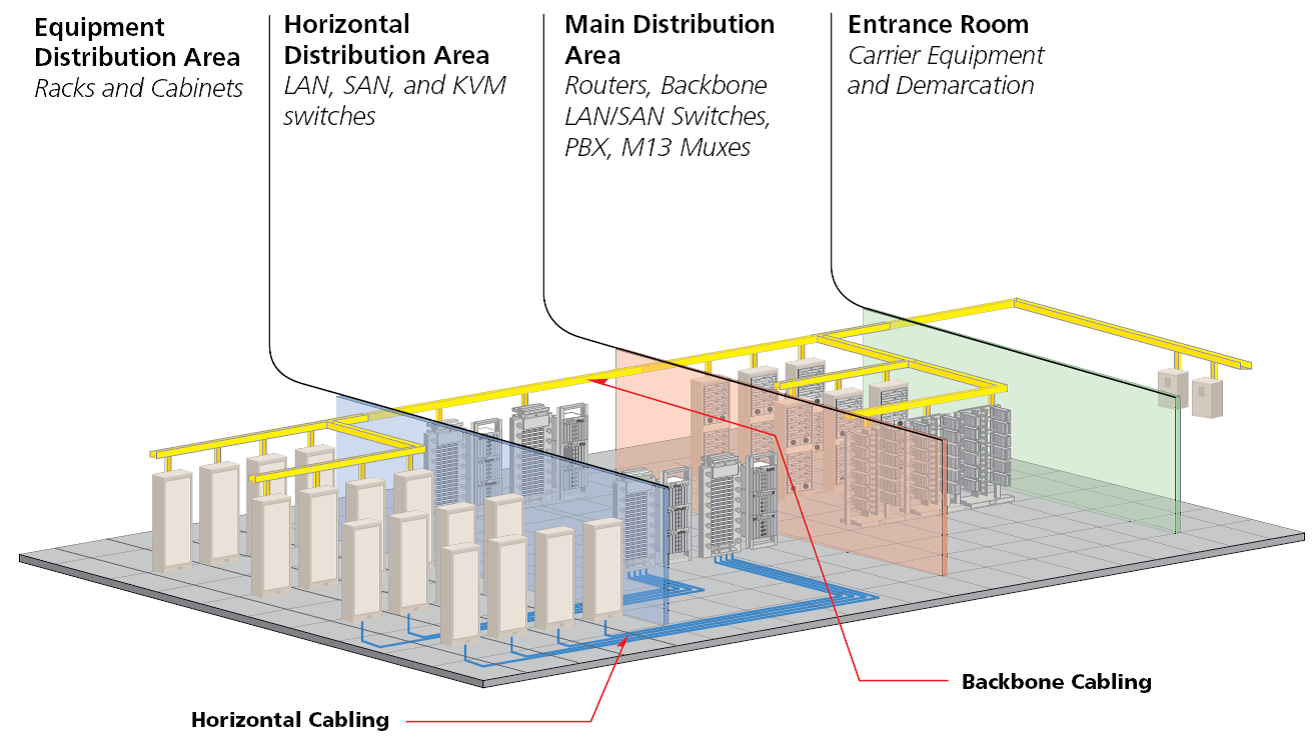 Equipment
Distribution Area
Racks and Cabinets
Horizontal
Distribution Area
LAN, SAN, and KVM
switches
Main Distribution
Area
Routers, Backbone
LAN/SAN Switches,
PBX, M13 Muxes
Entrance Room
Carrier Equipment
and Demarcation
Backbone Cabling
Horizontal Cabling